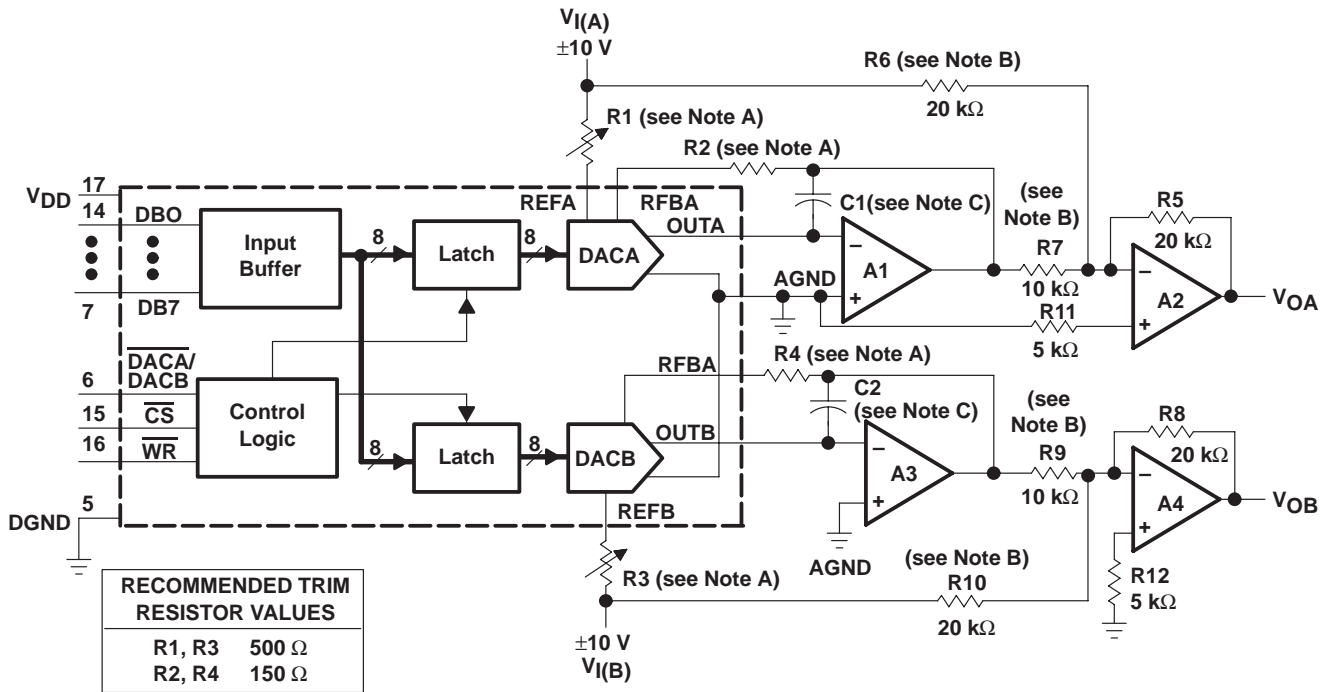 VI(A)
±10 V
R6 (see Note B)
20 kΩ
R1 (see Note A)
R2 (see Note A)
VDD
17
14
DBO
7
DB7
Input
Buffer
8
Latch
8
REFA
RFBA
DACA
OUTA
C1(see Note C)
AGND
−
+
A1
(see
Note B)
R7
10 kΩ
R11
5 kΩ
R5
20 kΩ
−
+
A2
VOA
6
DACA/
DACB
15
CS
16
WR
Control
Logic
8
Latch
8
RFBA
DACB
OUTB
REFB
R4 (see Note A)
C2
(see Note C)
−
+
A3
AGND
(see
Note B)
R9
10 kΩ
R8
20 kΩ
−
+
A4
VOB
R12
5 kΩ
5
DGND
R3 (see Note A)
(see Note B)
R10
20 kΩ
±10 V
VI(B)
RECOMMENDED TRIM
RESISTOR VALUES
R1, R3 500 Ω
R2, R4 150 Ω